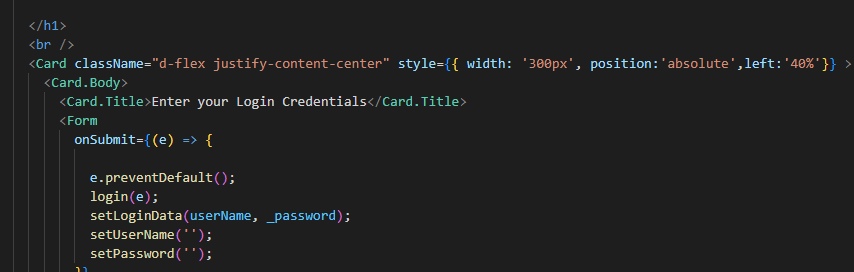 </h1>
<br />
<Card className="d-flex justify-content-center" style={{ width: '300px', position:'absolute',left:'40%'}} >
<Card.Body>
<Card.Title>Enter your Login Credentials</Card.Title>
<Form
onSubmit={(e) => {
e.preventDefault();
login(e);
setLoginData(userName, _password);
setUserName('');
setPassword('');
}}